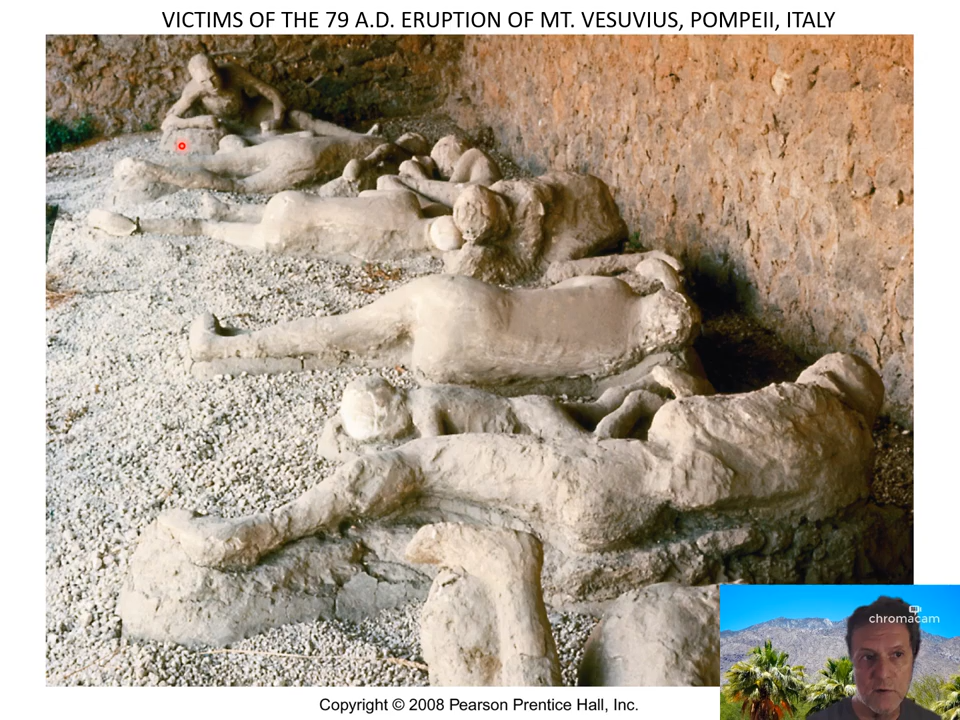 VICTIMS OF THE 79 A.D. ERUPTION OF MT. VESUVIUS, POMPEII, ITALY
chromacam
Copyright © 2008 Pearson Prentice Hall, Inc.